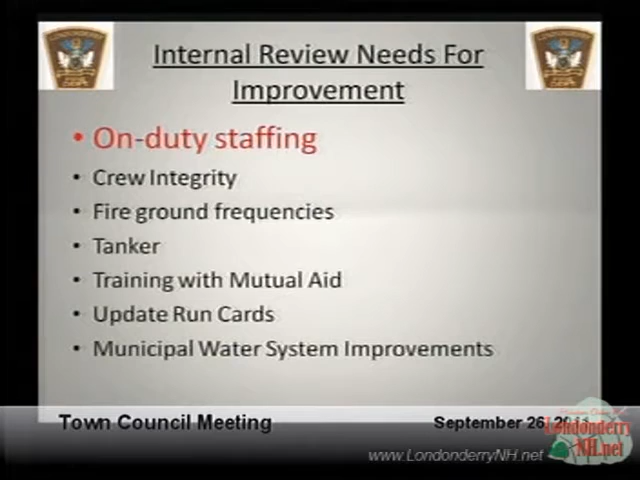 Internal Review Needs For
Improvement
• On-duty staffing
• Crew Integrity
• Fire ground frequencies
• Tanker
• Training with Mutual Aid
• Update Run Cards
• Municipal Water System Improvements
Town Council Meeting
September 26, 2011
Londonderry
NH.net
www.LondonderryNH.net